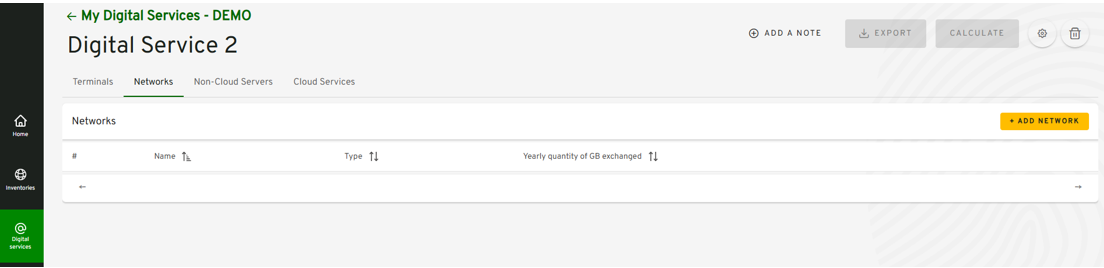 ← My Digital Services - DEMO
Digital Service 2
ADD A NOTE
EXPORT
CALCULATE
Terminals
Networks
Non-Cloud Servers
Cloud Services
Home
Inventories
Digital
services
Networks
+ ADD NETWORK
#
Name
Type
Yearly quantity of GB exchanged
← →